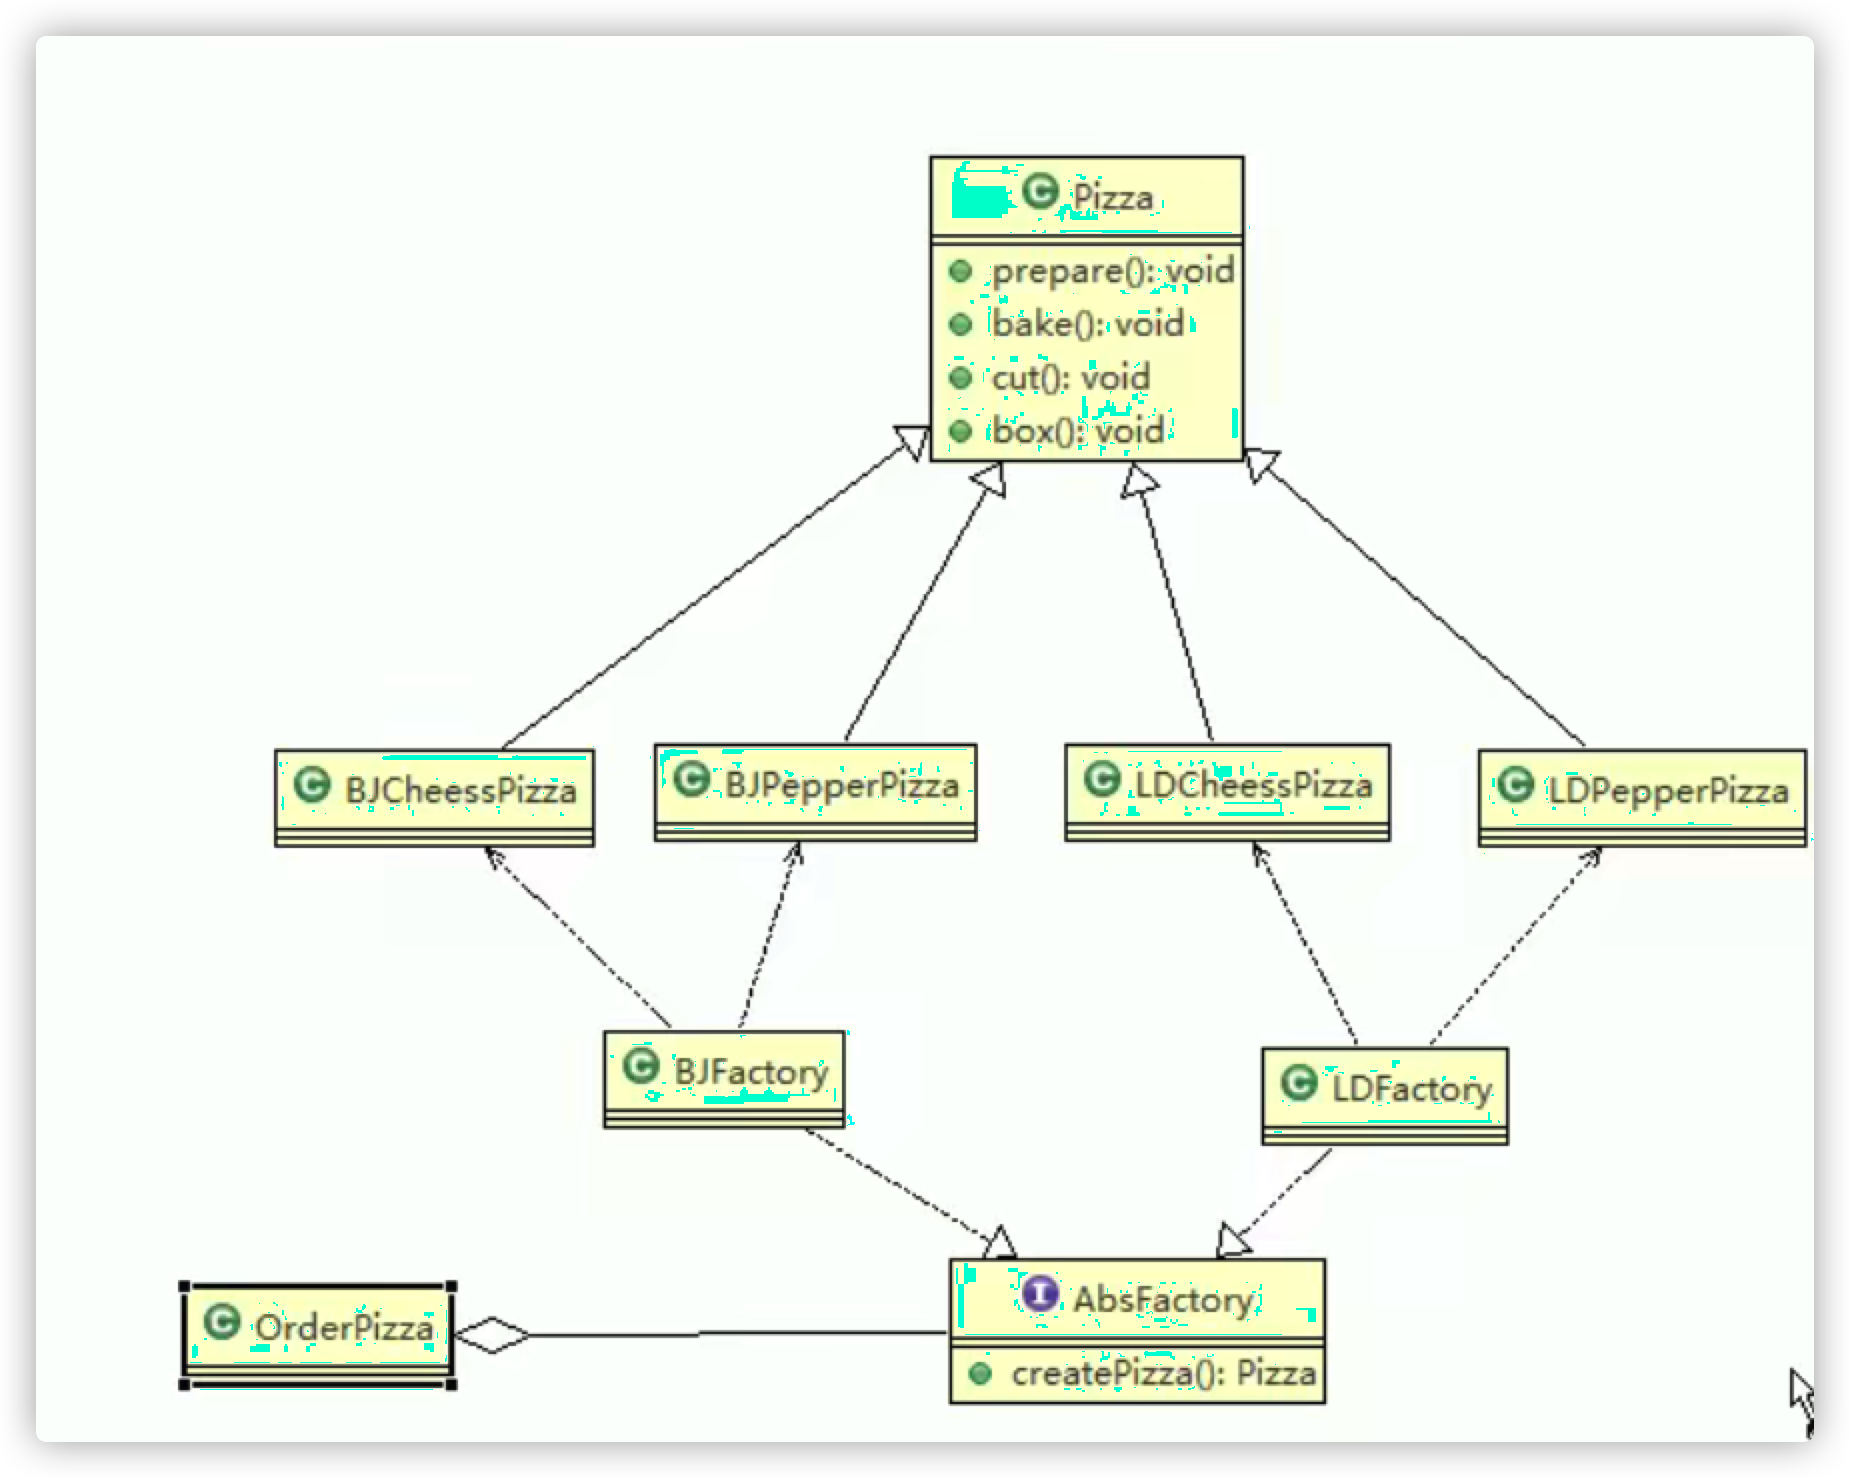 C Pizza
prepare(): void
bake(): void
cut(): void
box(): void
C BJCheessPizza
C BJPepperPizza
C LDCheessPizza
C LDPepperPizza
C BJFactory
C LDFactory
C OrderPizza
I AbsFactory
createPizza(): Pizza